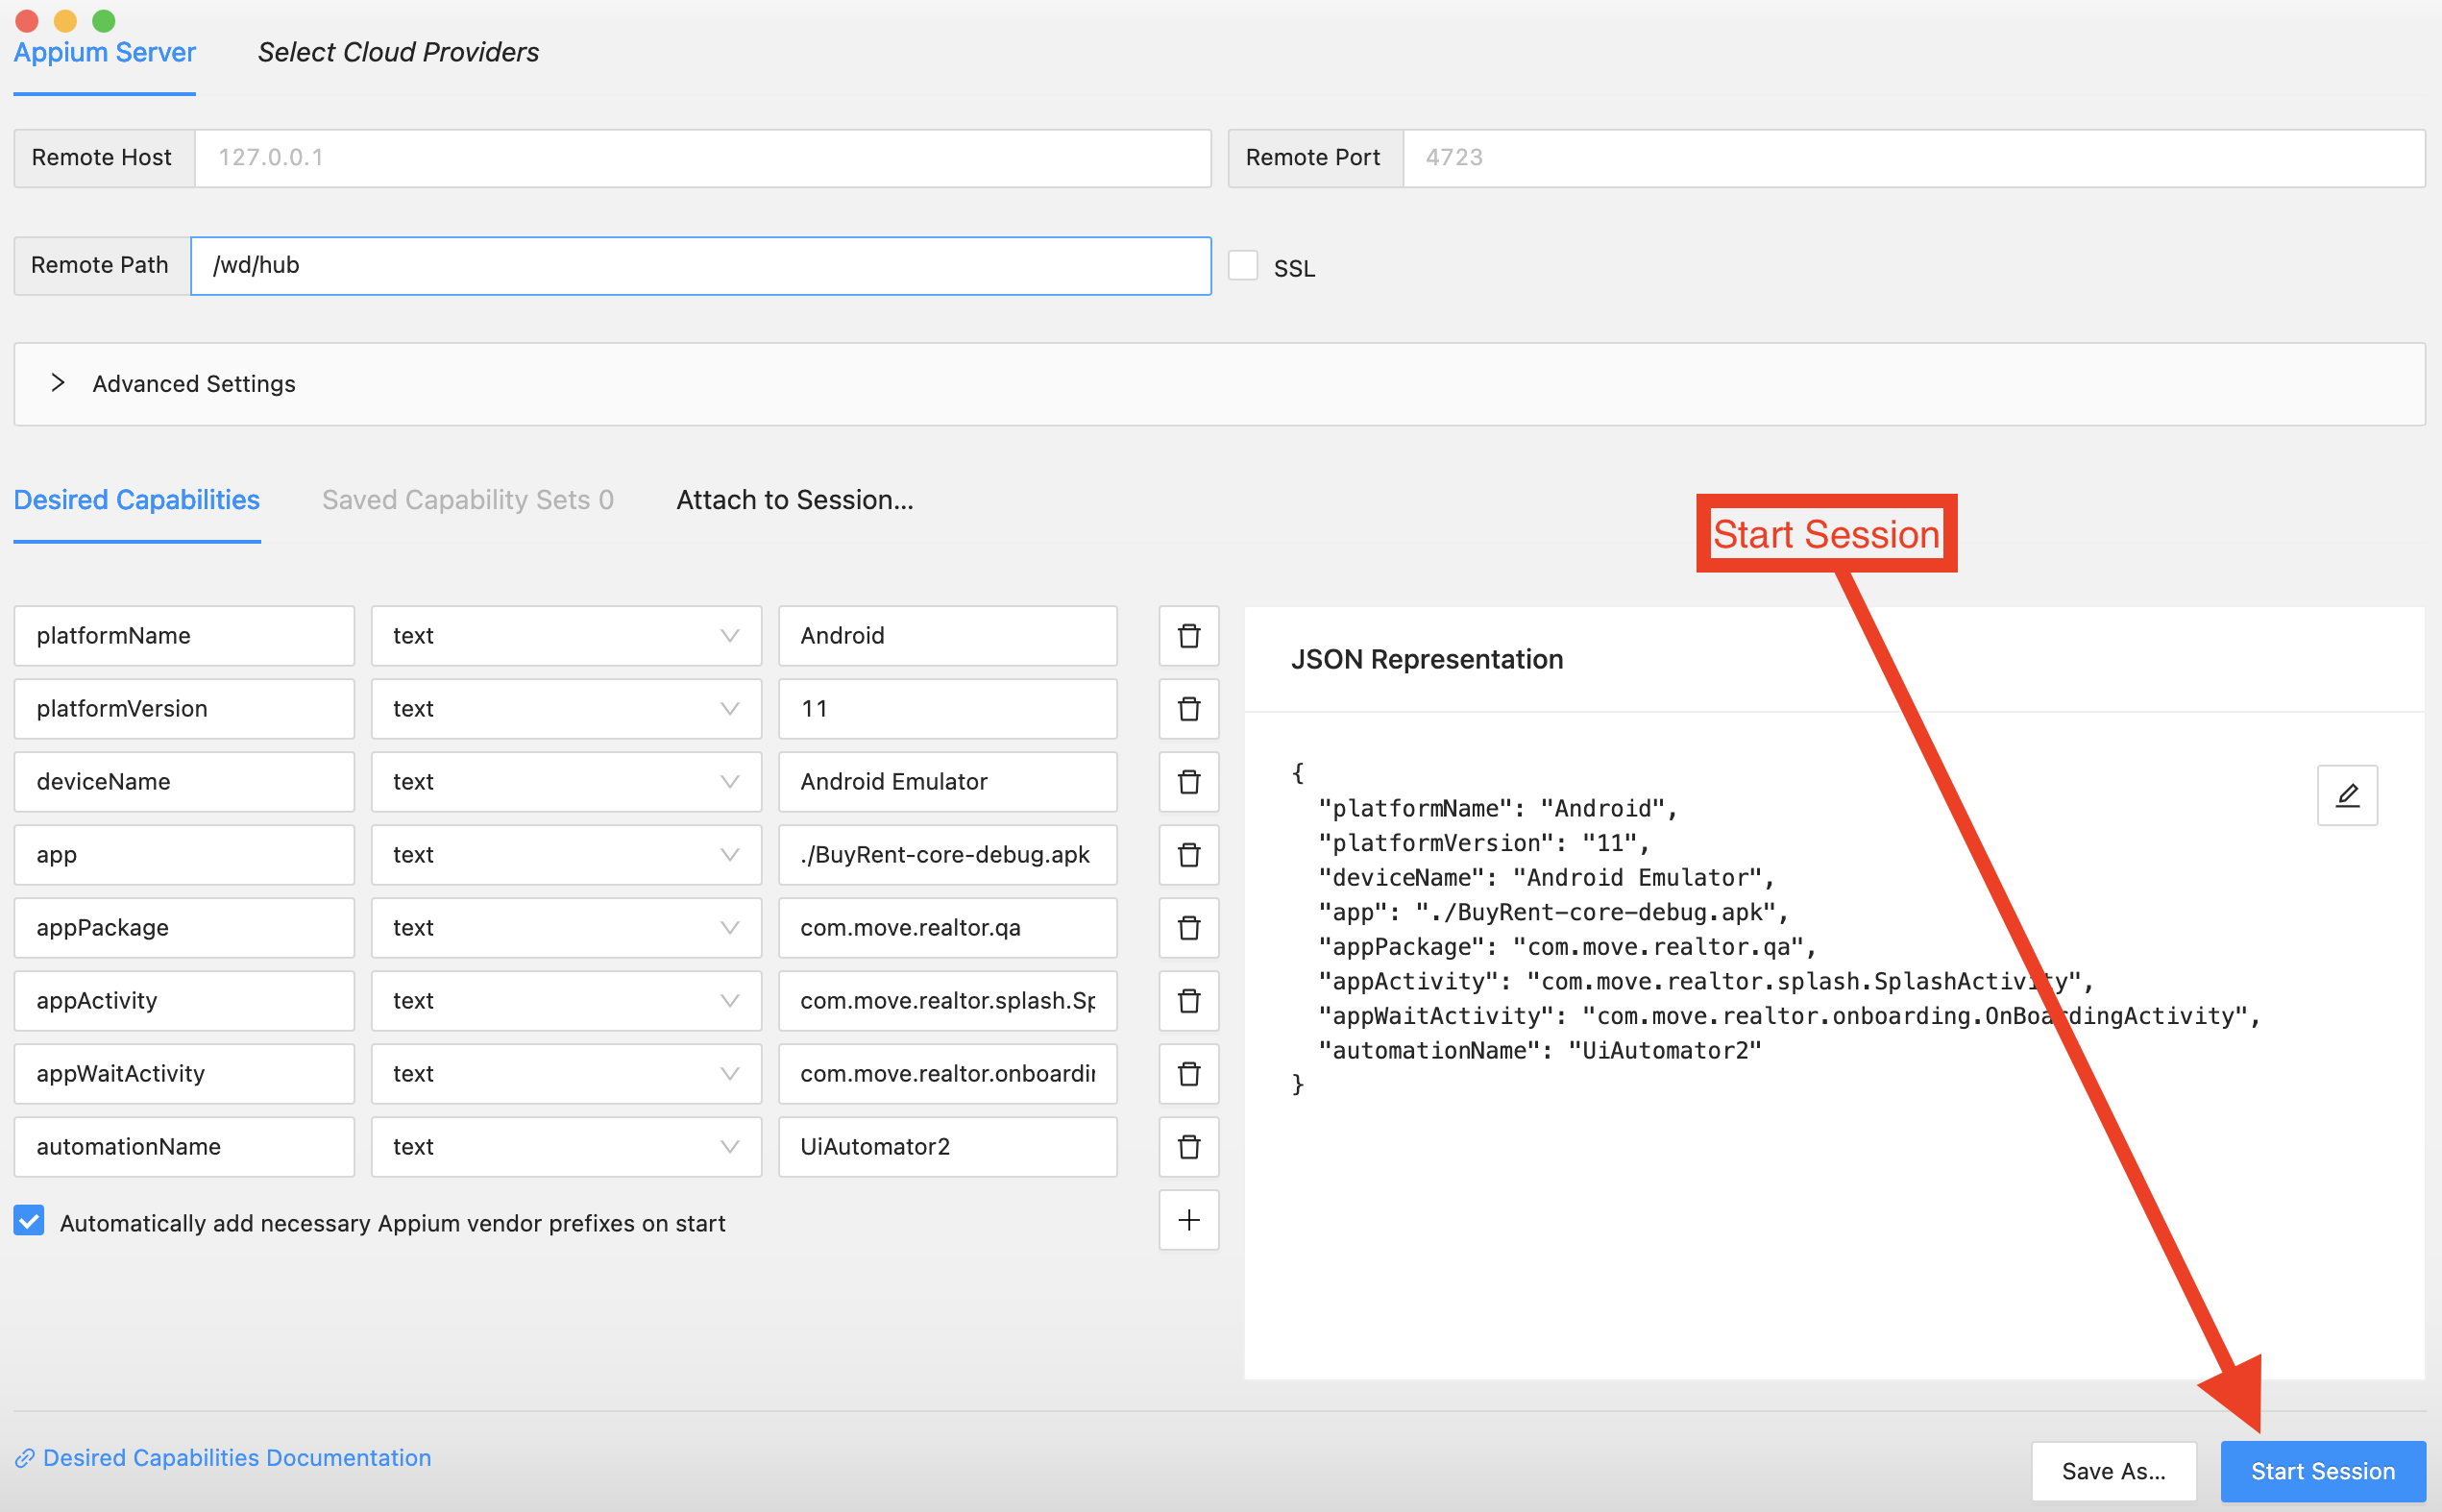 Appium Server
Select Cloud Providers
Remote Host
127.0.0.1
Remote Port
4723
Remote Path
/wd/hub
SSL
Advanced Settings
Desired Capabilities
Saved Capability Sets 0
Attach to Session...
Start Session
platformName
text
Android
platformVersion
text
11
deviceName
text
Android Emulator
app
text
./BuyRent-core-debug.apk
appPackage
text
com.move.realtor.qa
appActivity
text
com.move.realtor.splash.Sp
appWaitActivity
text
com.move.realtor.onboardin
automationName
text
UiAutomator2
Automatically add necessary Appium vendor prefixes on start
JSON Representation
{
"platformName": "Android",
"platformVersion": "11",
"deviceName": "Android Emulator",
"app": "./BuyRent-core-debug.apk",
"appPackage": "com.move.realtor.qa",
"appActivity": "com.move.realtor.splash.SplashActivity",
"appWaitActivity": "com.move.realtor.onboarding.OnBoardingActivity",
"automationName": "UiAutomator2"
}
Desired Capabilities Documentation
Save As...
Start Session